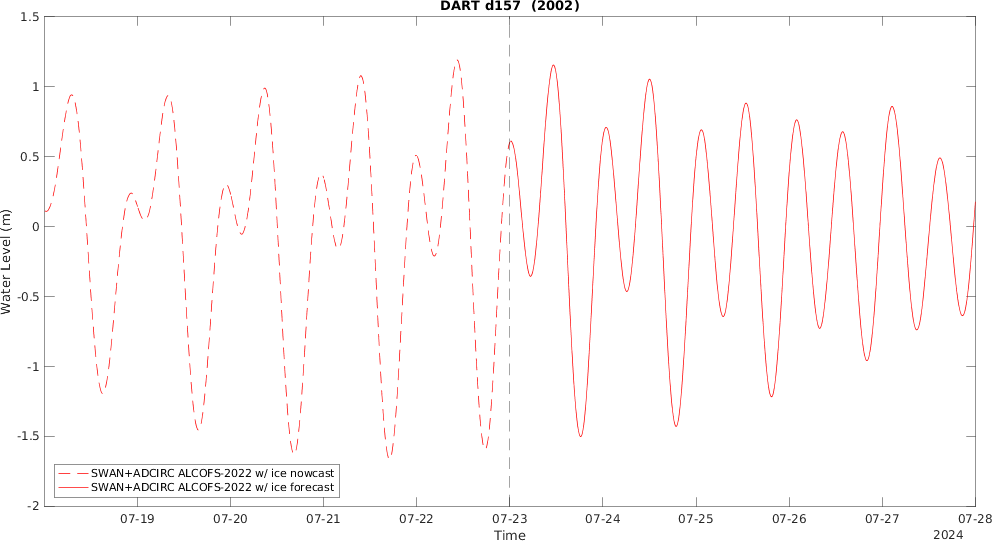 DART d157  (2002)
1.5
1
0.5
0
-0.5
-1
-1.5
-2
Water Level (m)
SWAN+ADCIRC ALCOFS-2022 w/ ice nowcast
SWAN+ADCIRC ALCOFS-2022 w/ ice forecast
07-19 07-20 07-21 07-22 07-23 07-24 07-25 07-26 07-27 07-28
Time
2024